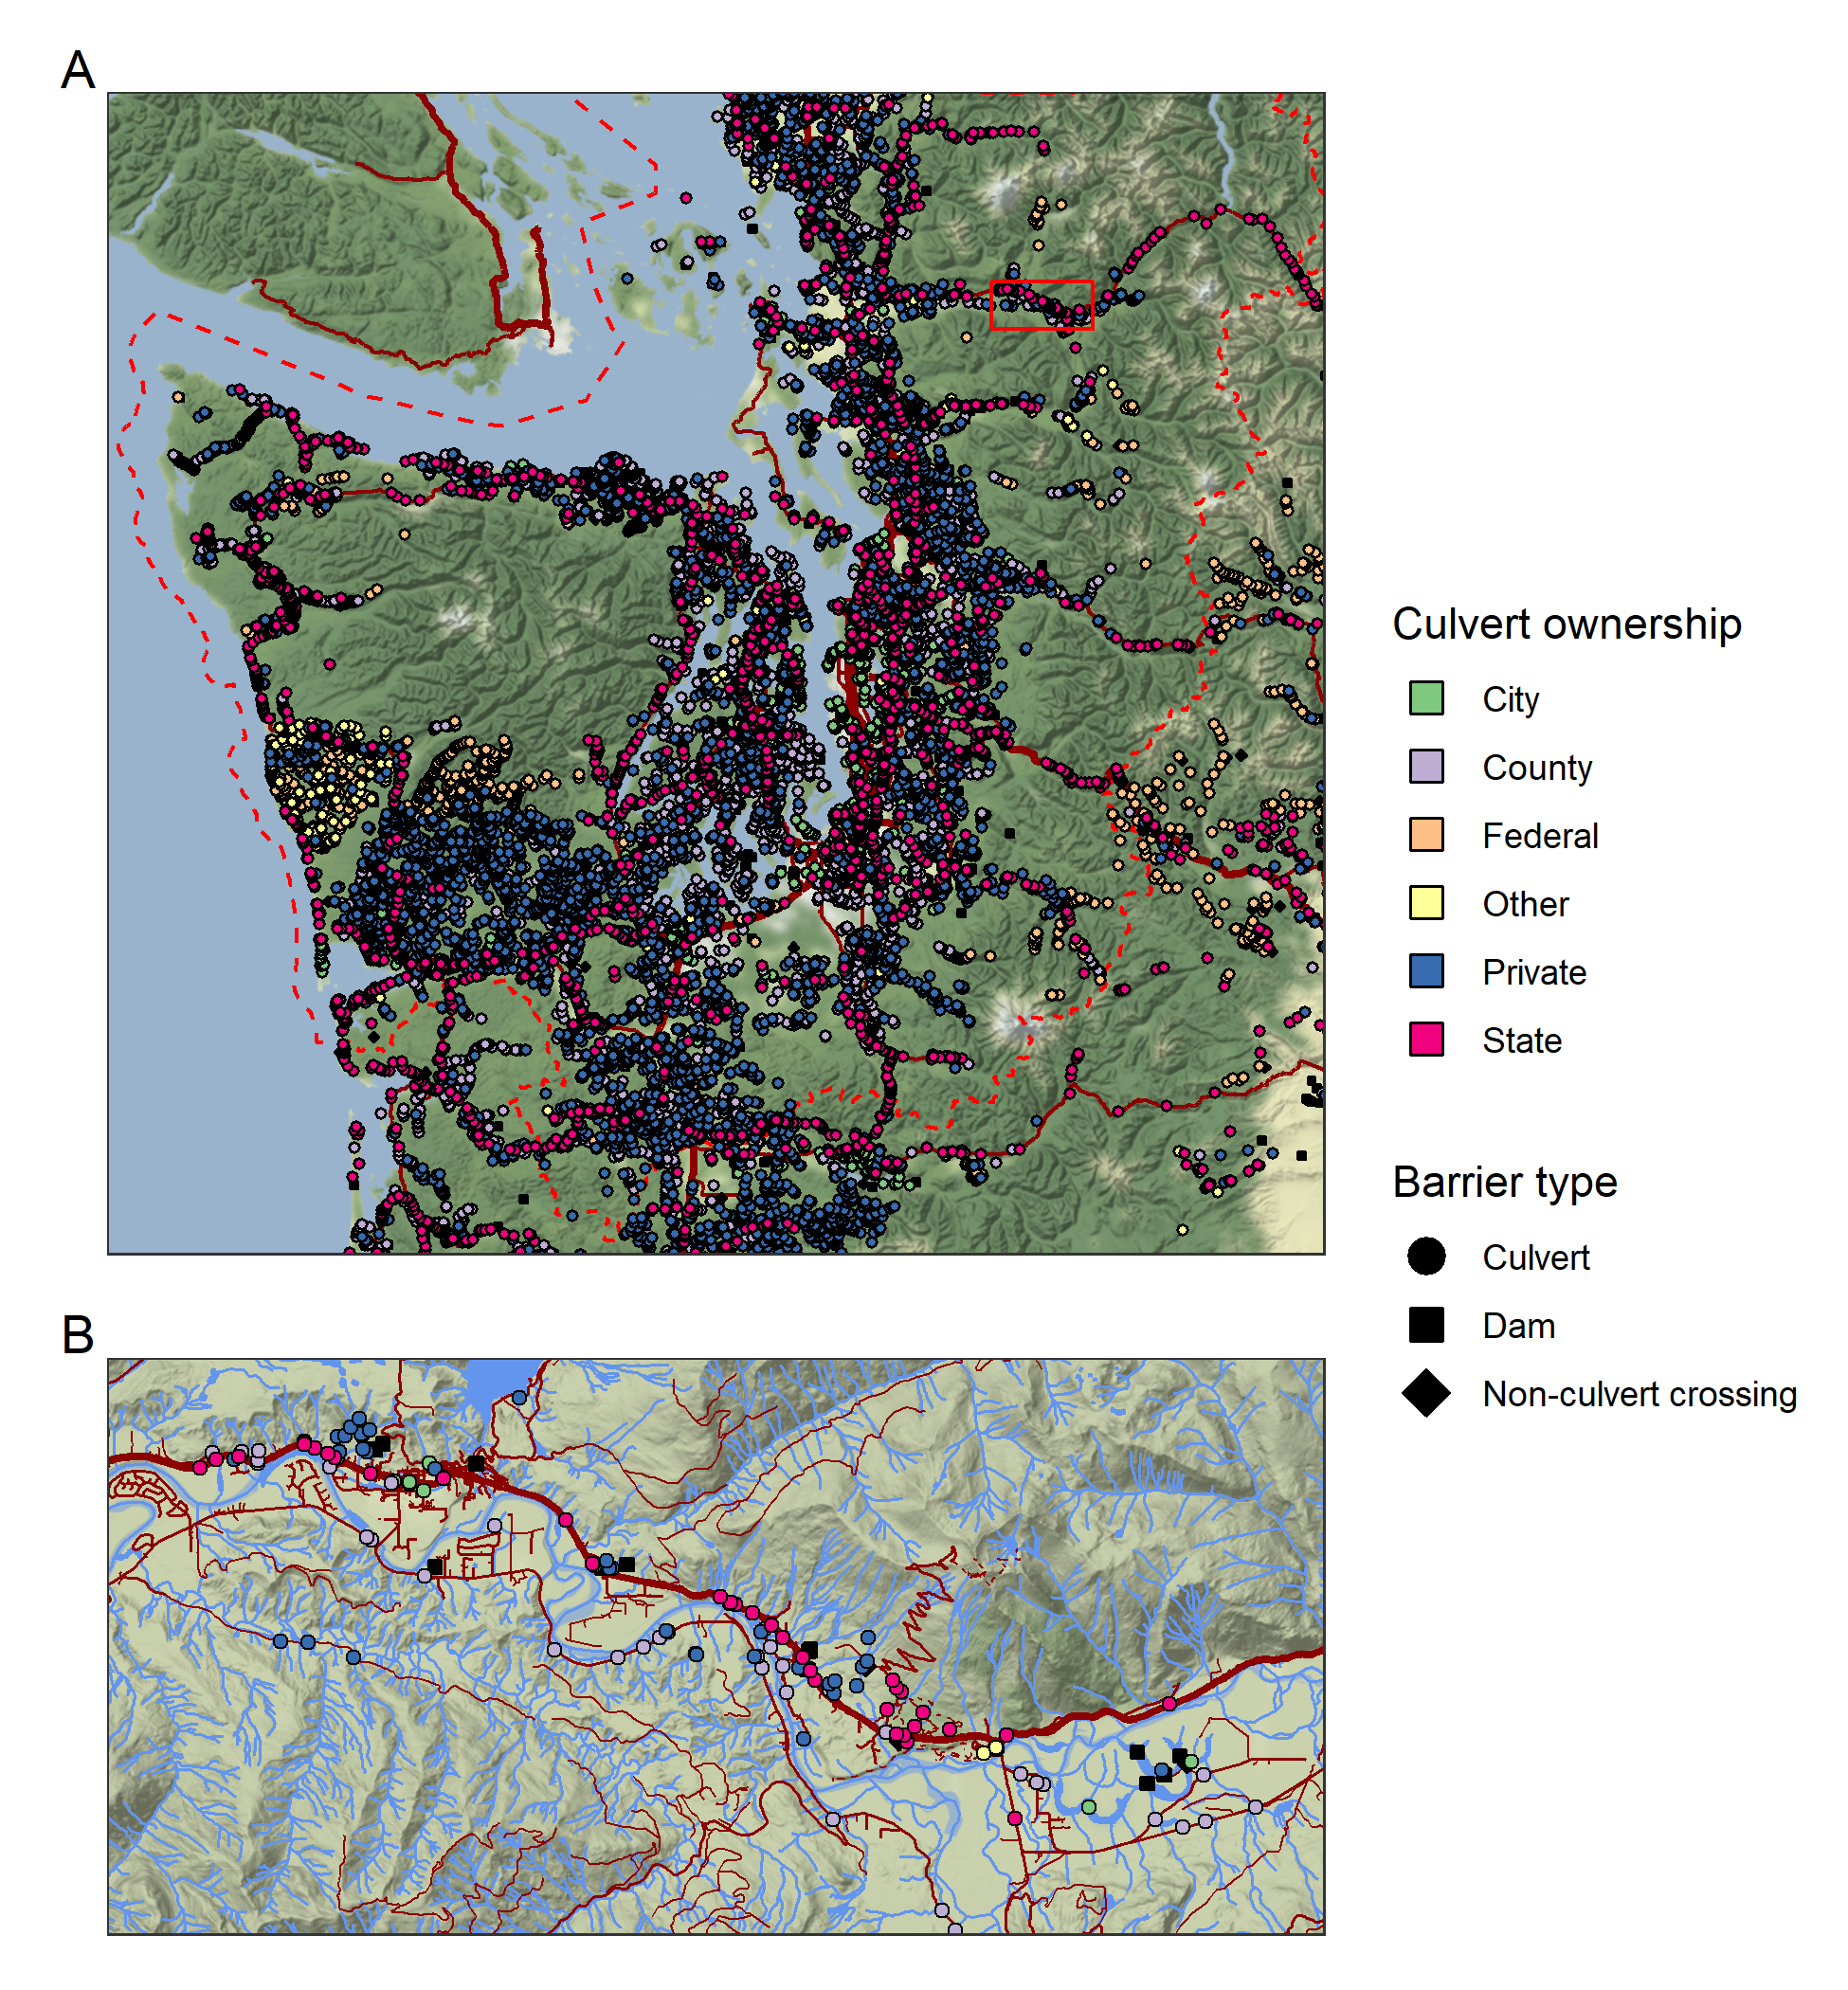 A
Culvert ownership
City
County
Federal
Other
Private
State
Barrier type
Culvert
Dam
Non-culvert crossing
B